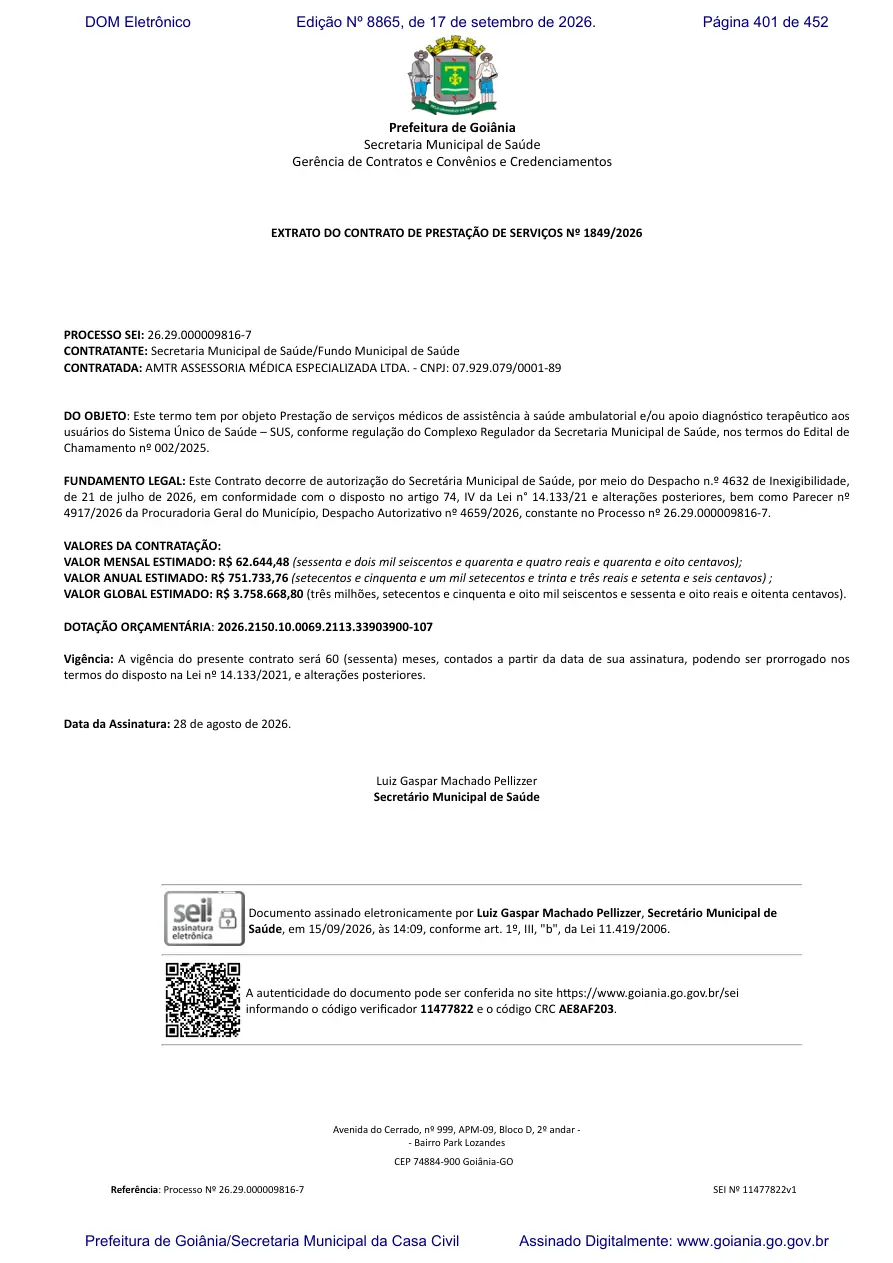 DOM Eletrônico Edição Nº 8865, de 17 de setembro de 2026. Página 401 de 452
Prefeitura de Goiânia
Secretaria Municipal de Saúde
Gerência de Contratos e Convênios e Credenciamentos
EXTRATO DO CONTRATO DE PRESTAÇÃO DE SERVIÇOS Nº 1849/2026
PROCESSO SEI: 26.29.000009816-7
CONTRATANTE: Secretaria Municipal de Saúde/Fundo Municipal de Saúde
CONTRATADA: AMTR ASSESSORIA MÉDICA ESPECIALIZADA LTDA. - CNPJ: 07.929.079/0001-89
DO OBJETO: Este termo tem por objeto Prestação de serviços médicos de assistência à saúde ambulatorial e/ou apoio diagnóstico terapêutico aos
usuários do Sistema Único de Saúde – SUS, conforme regulação do Complexo Regulador da Secretaria Municipal de Saúde, nos termos do Edital de
Chamamento nº 002/2025.
FUNDAMENTO LEGAL: Este Contrato decorre de autorização do Secretária Municipal de Saúde, por meio do Despacho n.º 4632 de Inexigibilidade,
de 21 de julho de 2026, em conformidade com o disposto no artigo 74, IV da Lei n° 14.133/21 e alterações posteriores, bem como Parecer nº
4917/2026 da Procuradoria Geral do Município, Despacho Autorizativo nº 4659/2026, constante no Processo nº 26.29.000009816-7.
VALORES DA CONTRATAÇÃO:
VALOR MENSAL ESTIMADO: R$ 62.644,48 (sessenta e dois mil seiscentos e quarenta e quatro reais e quarenta e oito centavos);
VALOR ANUAL ESTIMADO: R$ 751.733,76 (setecentos e cinquenta e um mil setecentos e trinta e três reais e setenta e seis centavos) ;
VALOR GLOBAL ESTIMADO: R$ 3.758.668,80 (três milhões, setecentos e cinquenta e oito mil seiscentos e sessenta e oito reais e oitenta centavos).
DOTAÇÃO ORÇAMENTÁRIA: 2026.2150.10.0069.2113.33903900-107
Vigência: A vigência do presente contrato será 60 (sessenta) meses, contados a partir da data de sua assinatura, podendo ser prorrogado nos
termos do disposto na Lei nº 14.133/2021, e alterações posteriores.
Data da Assinatura: 28 de agosto de 2026.
Luiz Gaspar Machado Pellizzer
Secretário Municipal de Saúde
sei!
assinatura
eletrônica
Documento assinado eletronicamente por Luiz Gaspar Machado Pellizzer, Secretário Municipal de
Saúde, em 15/09/2026, às 14:09, conforme art. 1º, III, "b", da Lei 11.419/2006.
A autenticidade do documento pode ser conferida no site https://www.goiania.go.gov.br/sei
informando o código verificador 11477822 e o código CRC AE8AF203.
Avenida do Cerrado, nº 999, APM-09, Bloco D, 2º andar -
- Bairro Park Lozandes
CEP 74884-900 Goiânia-GO
Referência: Processo Nº 26.29.000009816-7 SEI Nº 11477822v1
Prefeitura de Goiânia/Secretaria Municipal da Casa Civil Assinado Digitalmente: www.goiania.go.gov.br